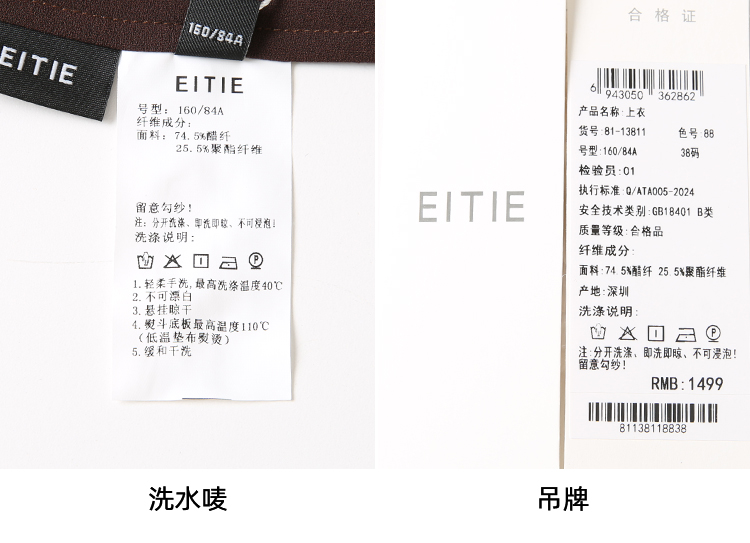 160/84A
EITIE
EITIE
号型: 160/84A
纤维成分:
面料: 74.5%醋纤
25.5%聚酯纤维
留意勾纱!
注: 分开洗涤、即洗即晾、不可浸泡!
洗涤说明:
1.轻柔手洗,最高洗涤温度40℃
2.不可漂白
3.悬挂晾干
4.熨斗底板最高温度110℃
(低温垫布熨烫)
5.缓和干洗
洗水唛
EITIE
合格证
6 943050 362862
产品名称:上衣
货号:81-13811 色号:88
号型:160/84A 38码
检验员:01
执行标准:Q/ATA005-2024
安全技术类别:GB18401 B类
质量等级:合格品
纤维成分:
面料:74.5%醋纤 25.5%聚酯纤维
产地:深圳
洗涤说明:
注:分开洗涤、即洗即晾、不可浸泡!
留意勾纱!
RMB:1499
81138118838
吊牌